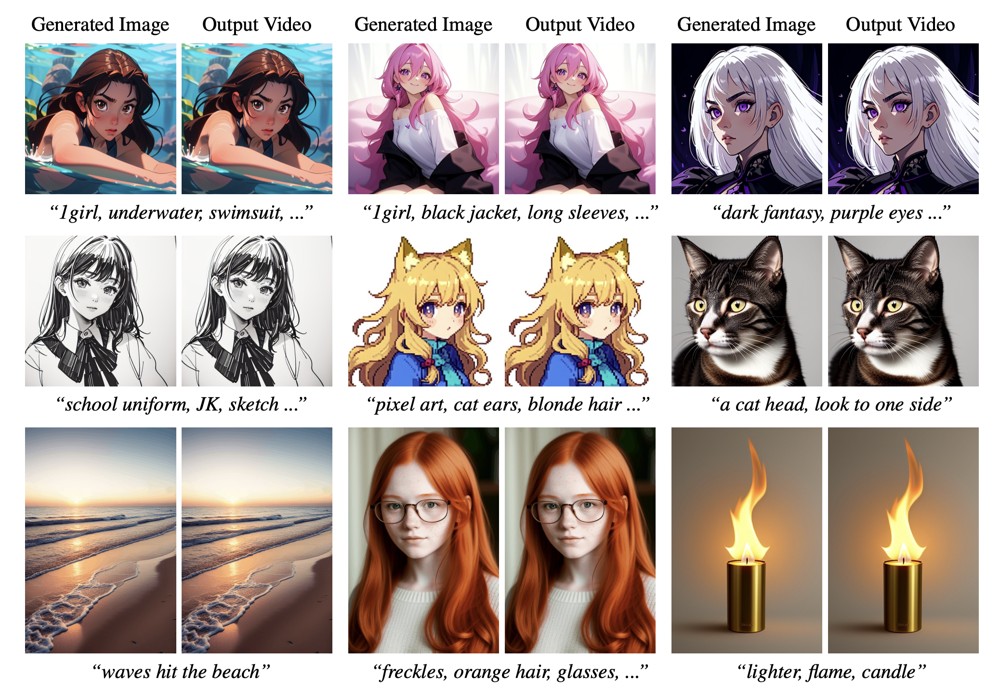 Generated Image Output Video Generated Image Output Video Generated Image Output Video
“1girl, underwater, swimsuit, ...” “1girl, black jacket, long sleeves, ...” “dark fantasy, purple eyes ...”
“school uniform, JK, sketch ...” “pixel art, cat ears, blonde hair ...” “a cat head, look to one side”
“waves hit the beach” “freckles, orange hair, glasses, ...” “lighter, flame, candle”